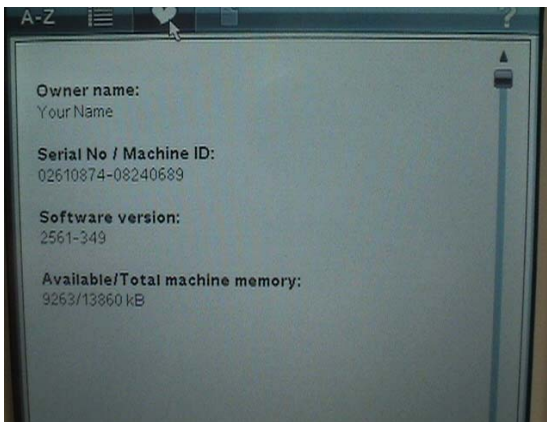 A-Z
?
Owner name:
Your Name
Serial No / Machine ID:
02610874-08240689
Software version:
2561-349
Available/Total machine memory:
9263/13860 kB